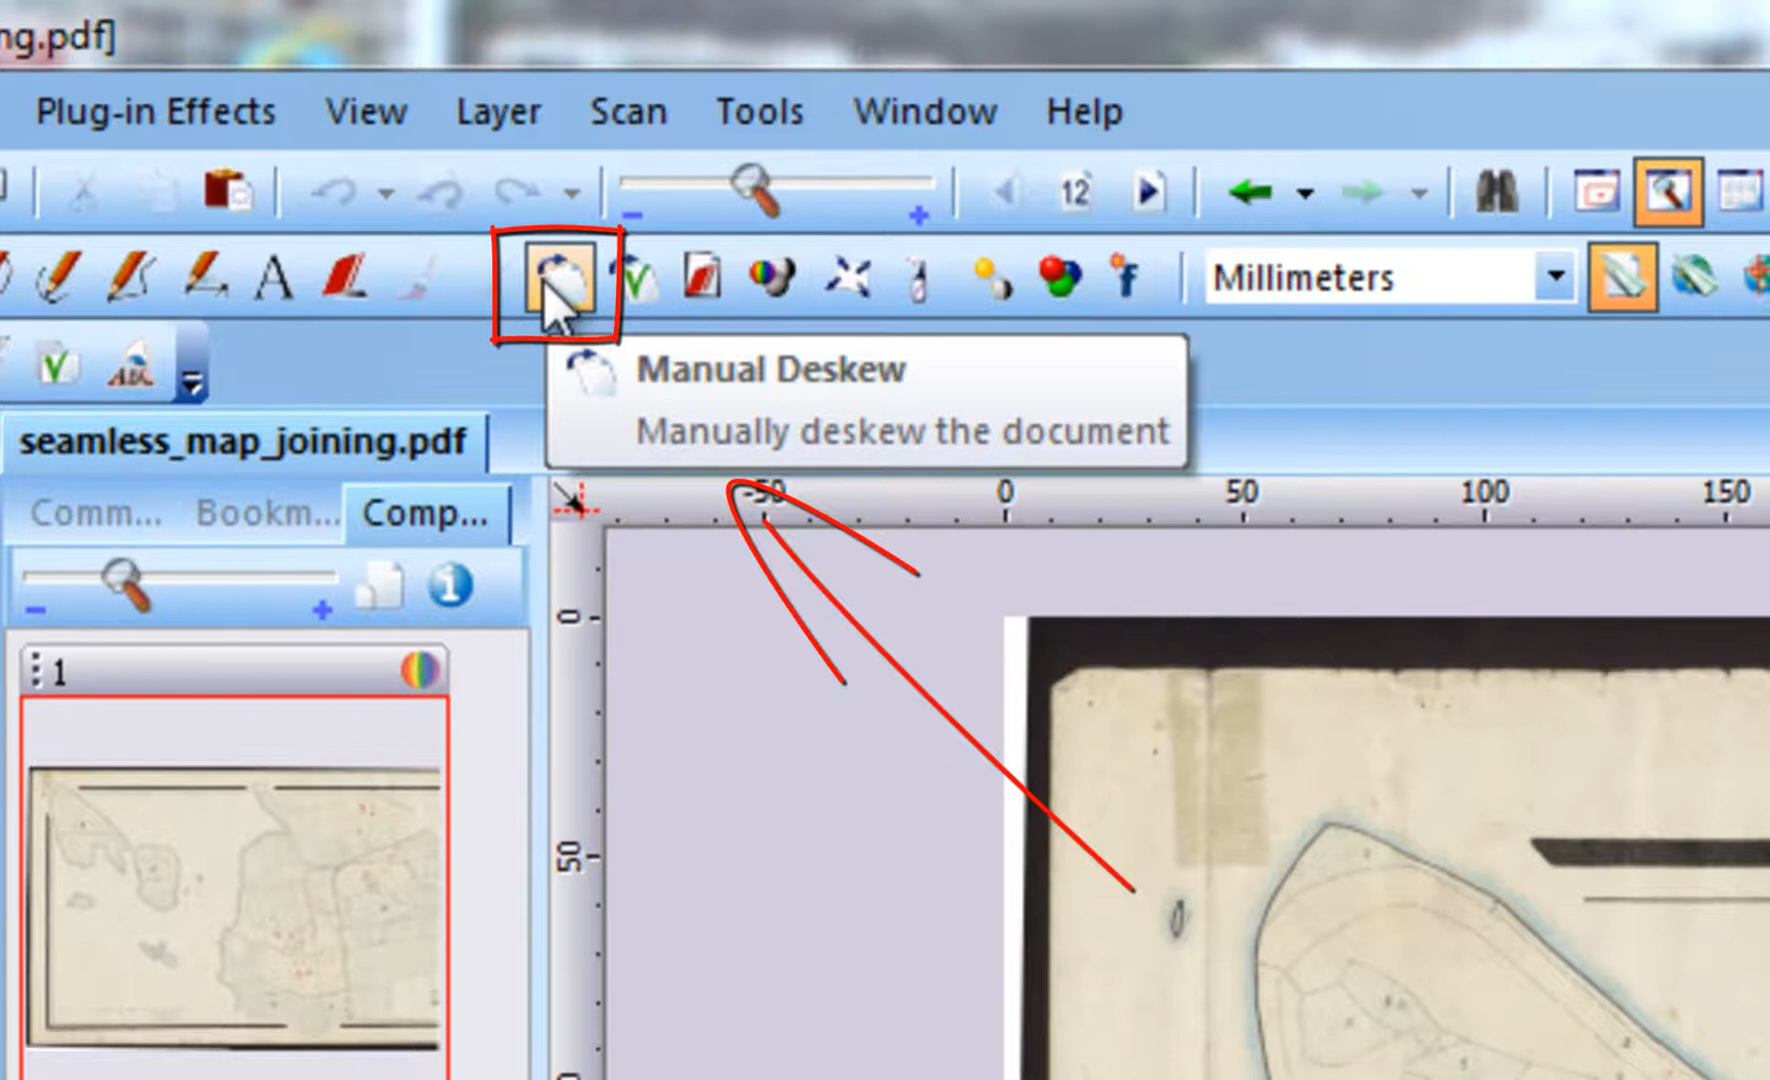 ng.pdf]
Plug-in Effects View Layer Scan Tools Window Help
12
A f Millimeters
ABC
Manual Deskew
Manually deskew the document
seamless_map_joining.pdf
Comm... Bookm... Comp...
-50 0 50 100 150
1
0
50